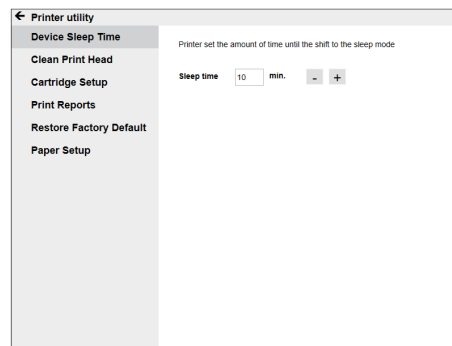 Printer utility
Device Sleep Time
Clean Print Head
Cartridge Setup
Print Reports
Restore Factory Default
Paper Setup
Printer set the amount of time until the shift to the sleep mode
Sleep time 10 min. - +